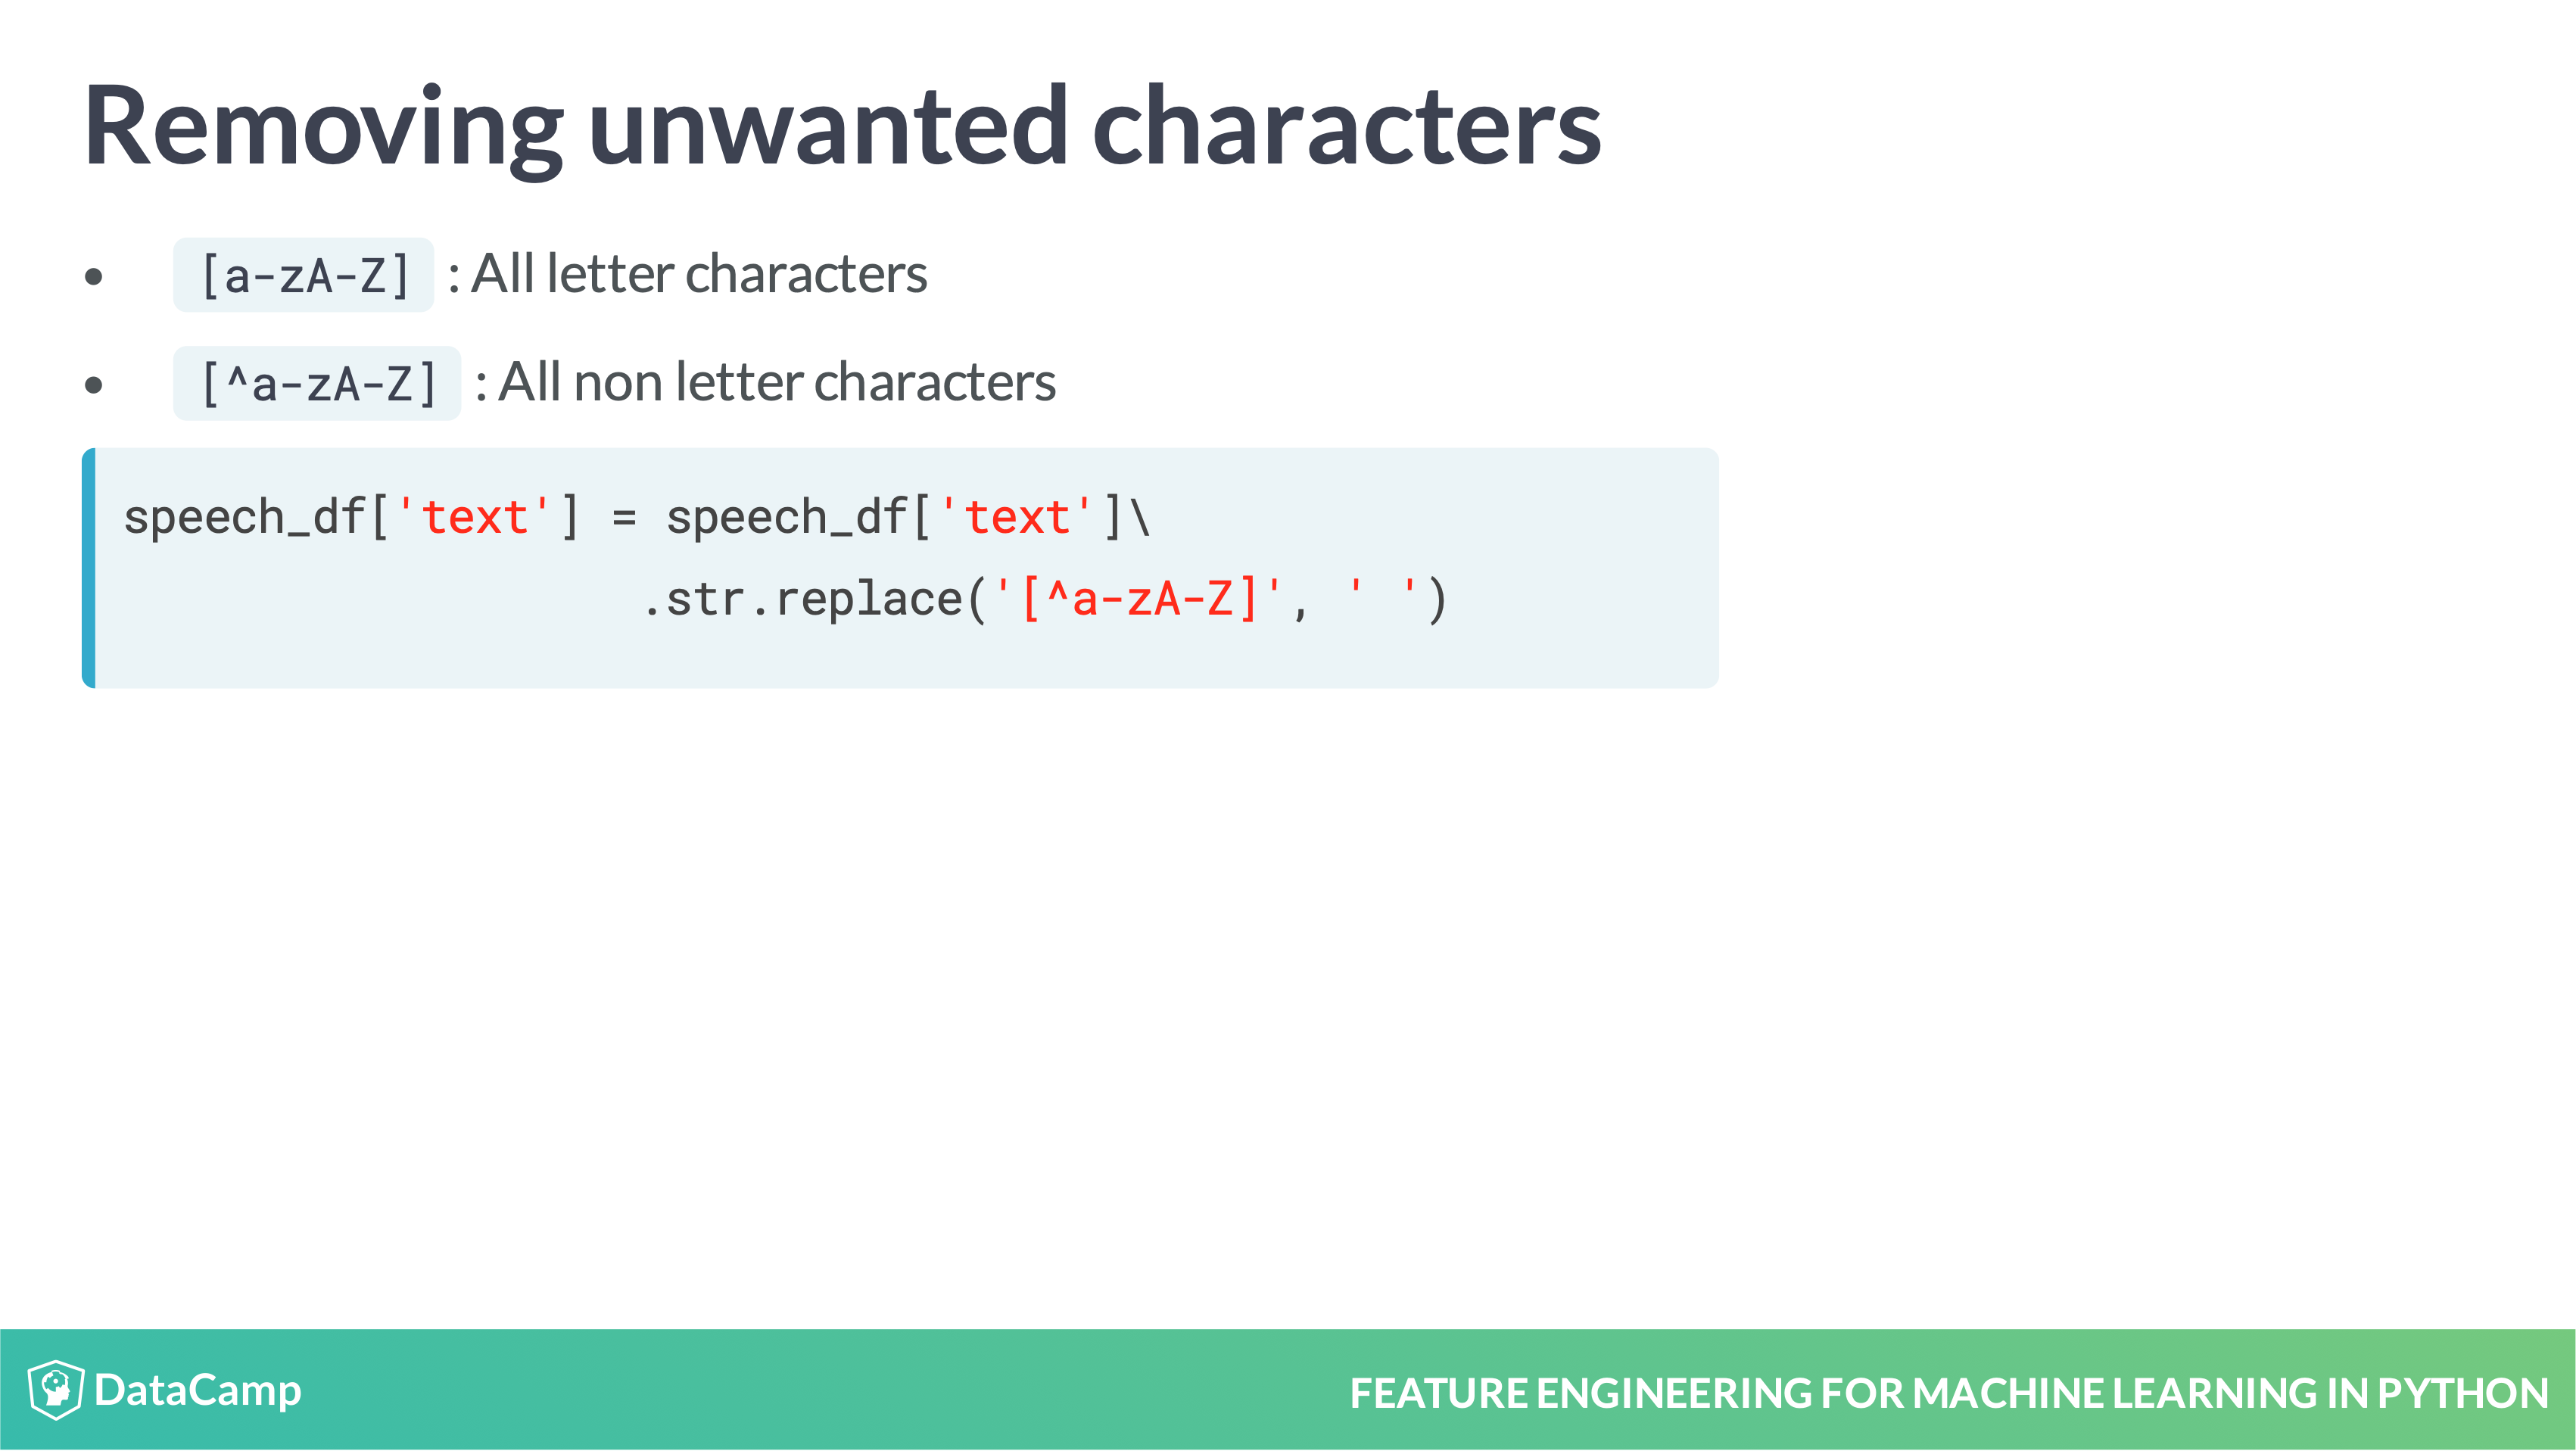 Removing unwanted characters
• [a-zA-Z] : All letter characters
• [^a-zA-Z] : All non letter characters
speech_df['text'] = speech_df['text']\
.str.replace('[^a-zA-Z]', ' ')
DataCamp
FEATURE ENGINEERING FOR MACHINE LEARNING IN PYTHON